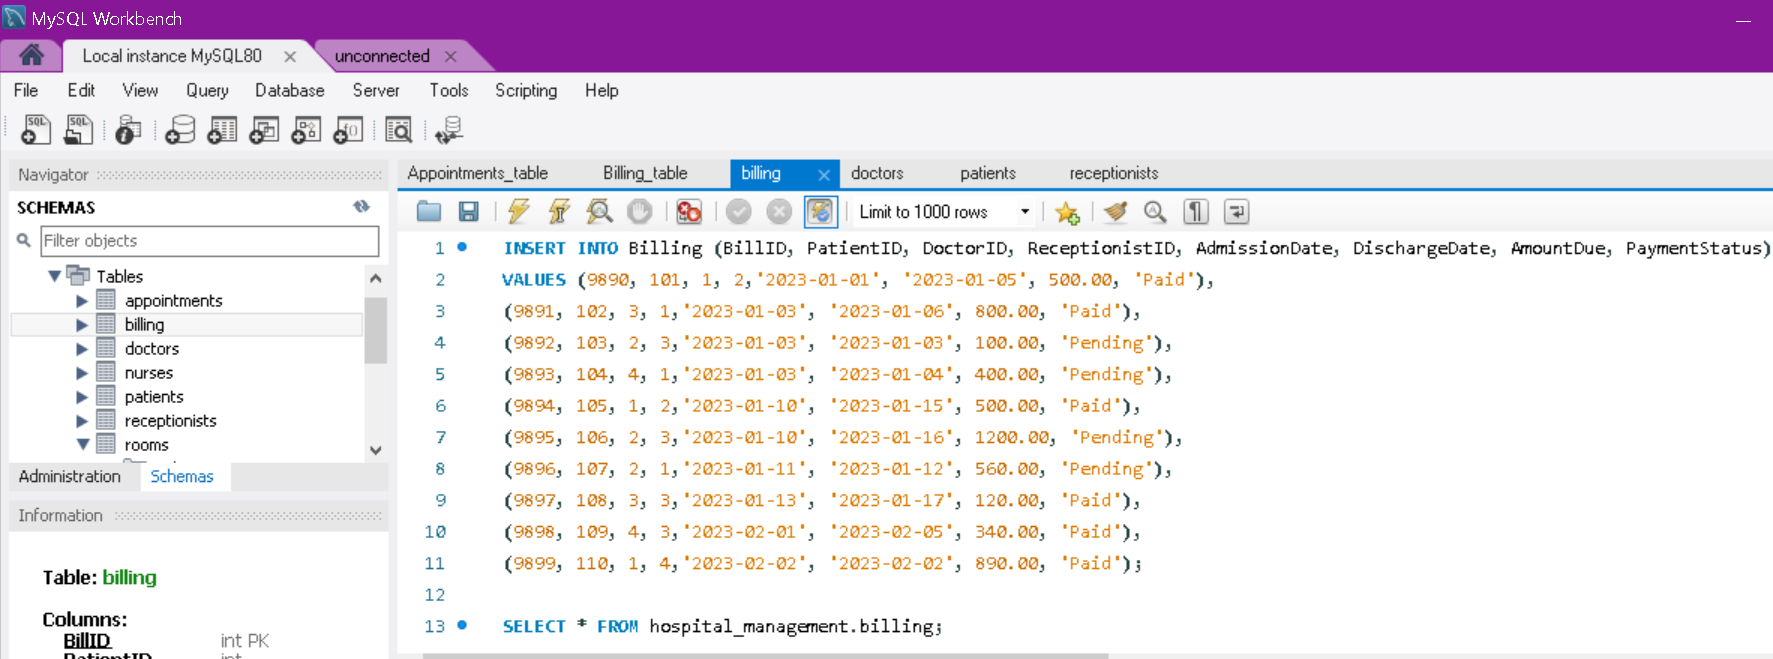 MySQL Workbench
Local instance MySQL80
unconnected
File Edit View Query Database Server Tools Scripting Help
Navigator
SCHEMAS
Filter objects
Tables
appointments
billing
doctors
nurses
patients
receptionists
rooms
Administration Schemas
Information
Table: billing
Columns:
BillID int PK
PatientID int
Appointments_table Billing_table billing doctors patients receptionists
Limit to 1000 rows
1 INSERT INTO Billing (BillID, PatientID, DoctorID, ReceptionistID, AdmissionDate, DischargeDate, AmountDue, PaymentStatus)
2 VALUES (9890, 101, 1, 2,'2023-01-01', '2023-01-05', 500.00, 'Paid'),
3 (9891, 102, 3, 1,'2023-01-03', '2023-01-06', 800.00, 'Paid'),
4 (9892, 103, 2, 3,'2023-01-03', '2023-01-03', 100.00, 'Pending'),
5 (9893, 104, 4, 1,'2023-01-03', '2023-01-04', 400.00, 'Pending'),
6 (9894, 105, 1, 2,'2023-01-10', '2023-01-15', 500.00, 'Paid'),
7 (9895, 106, 2, 3,'2023-01-10', '2023-01-16', 1200.00, 'Pending'),
8 (9896, 107, 2, 1,'2023-01-11', '2023-01-12', 560.00, 'Pending'),
9 (9897, 108, 3, 3,'2023-01-13', '2023-01-17', 120.00, 'Paid'),
10 (9898, 109, 4, 3,'2023-02-01', '2023-02-05', 340.00, 'Paid'),
11 (9899, 110, 1, 4,'2023-02-02', '2023-02-02', 890.00, 'Paid');
12
13 SELECT * FROM hospital_management.billing;